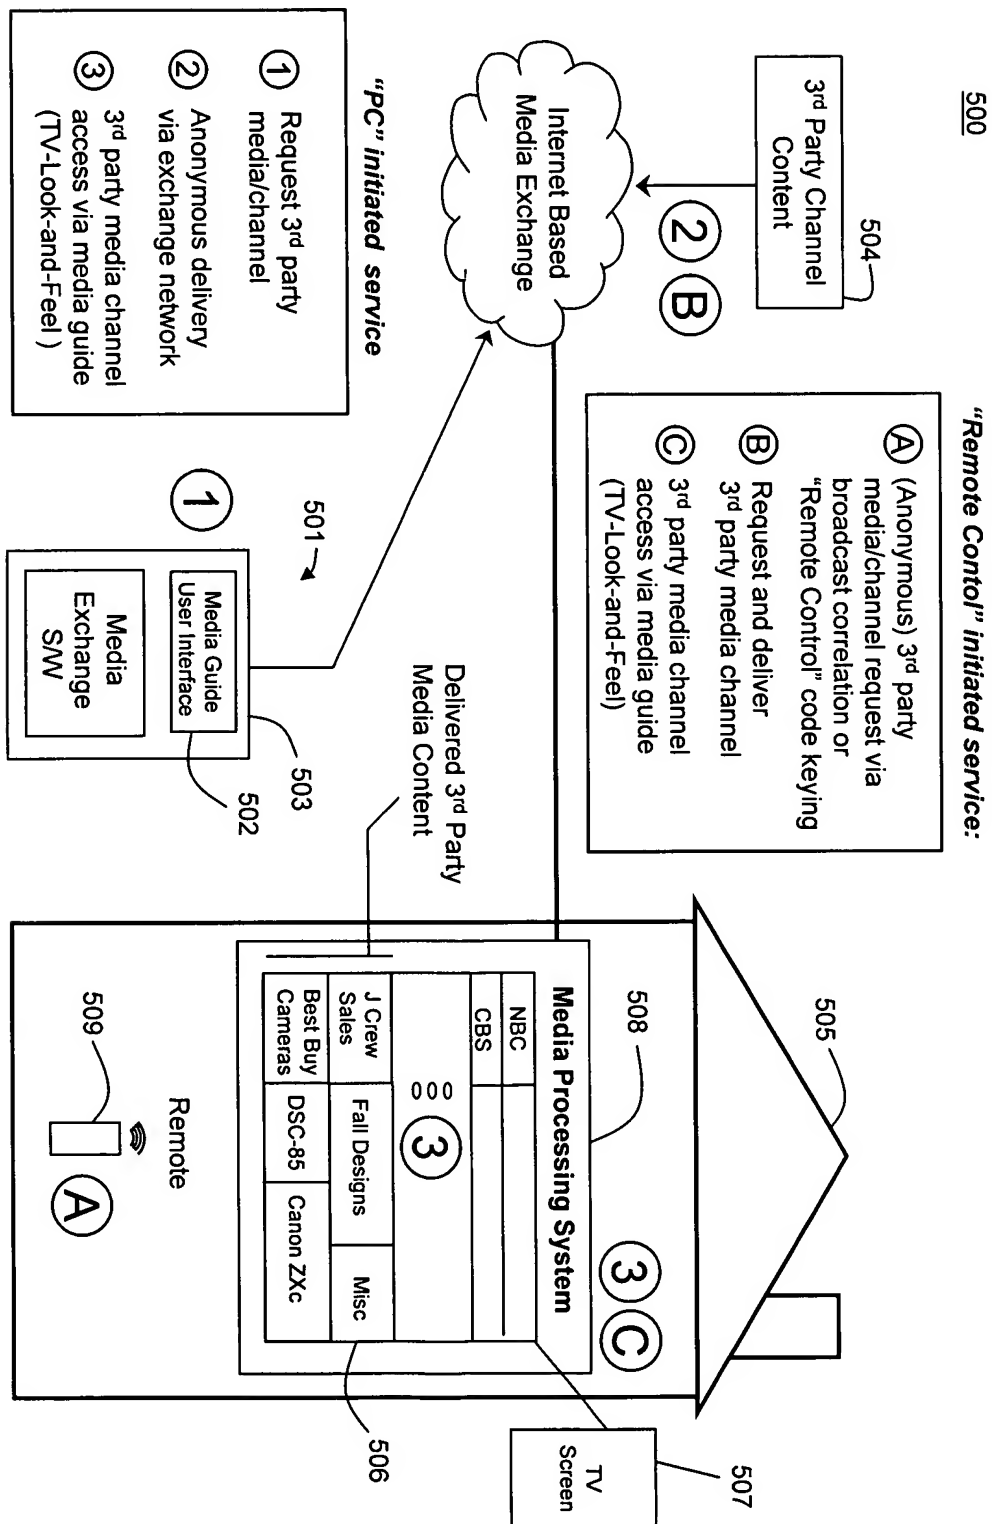 500
3rd Party Channel
Content
504
2
B
Internet Based
Media Exchange
"Remote Contol" initiated service:
A (Anonymous) 3rd party
media/channel request via
broadcast correlation or
"Remote Control" code keying
B Request and deliver
3rd party media channel
C 3rd party media channel
access via media guide
(TV-Look-and-Feel)
"PC" initiated service
1 Request 3rd party
media/channel
2 Anonymous delivery
via exchange network
3 3rd party media channel
access via media guide
(TV-Look-and-Feel )
1
501
Media Guide
User Interface
Media
Exchange
S/W
503
502
Delivered 3rd Party
Media Content
505
508
3
C
Media Processing System
NBC
CBS
000
3
J Crew
Sales
Fall Designs
Misc
Best Buy
Cameras
DSC-85
Canon ZXc
506
507
TV
Screen
Remote
509
A